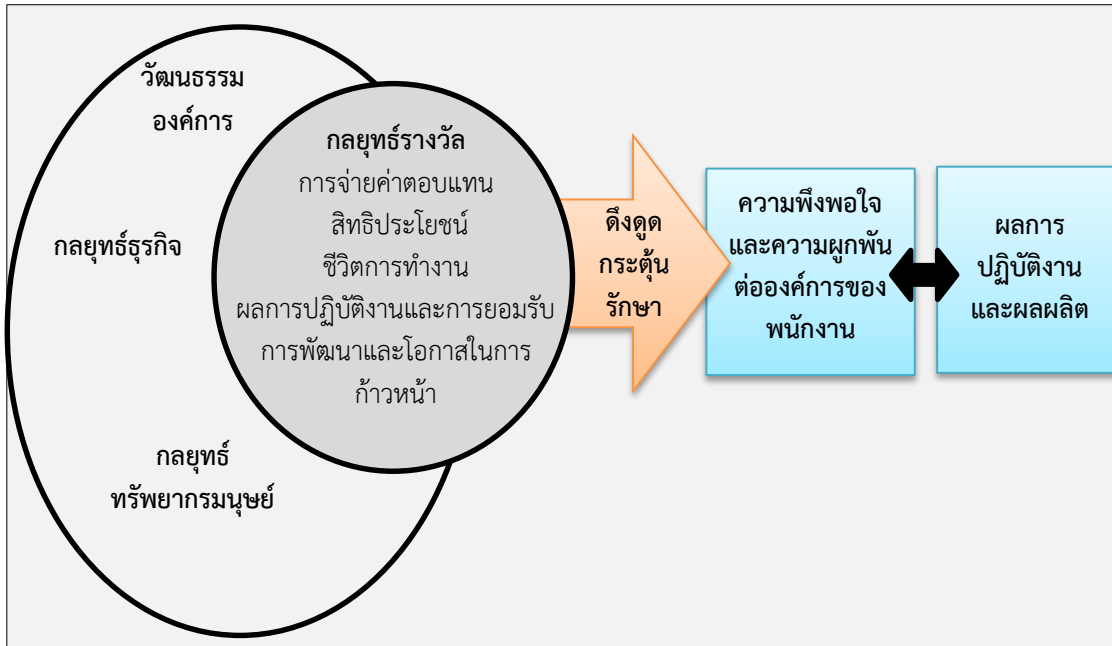 วัฒนธรรม
องค์การ
กลยุทธ์ธุรกิจ
กลยุทธ์
ทรัพยากรมนุษย์
กลยุทธ์รางวัล
การจ่ายค่าตอบแทน
สิทธิประโยชน์
ชีวิตการทำงาน
ผลการปฏิบัติงานและการยอมรับ
การพัฒนาและโอกาสในการ
ก้าวหน้า
ดึงดูด
กระตุ้น
รักษา
ความพึงพอใจ
และความผูกพัน
ต่อองค์การของ
พนักงาน
ผลการ
ปฏิบัติงาน
และผลผลิต